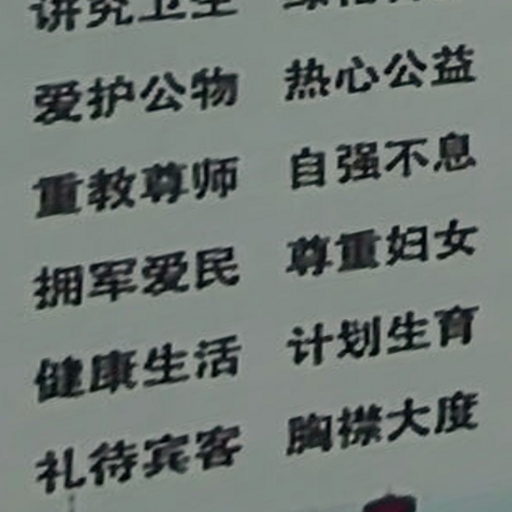 讲究卫生
爱护公物 热心公益
重教尊师 自强不息
拥军爱民 尊重妇女
健康生活 计划生育
礼待宾客 胸襟大度